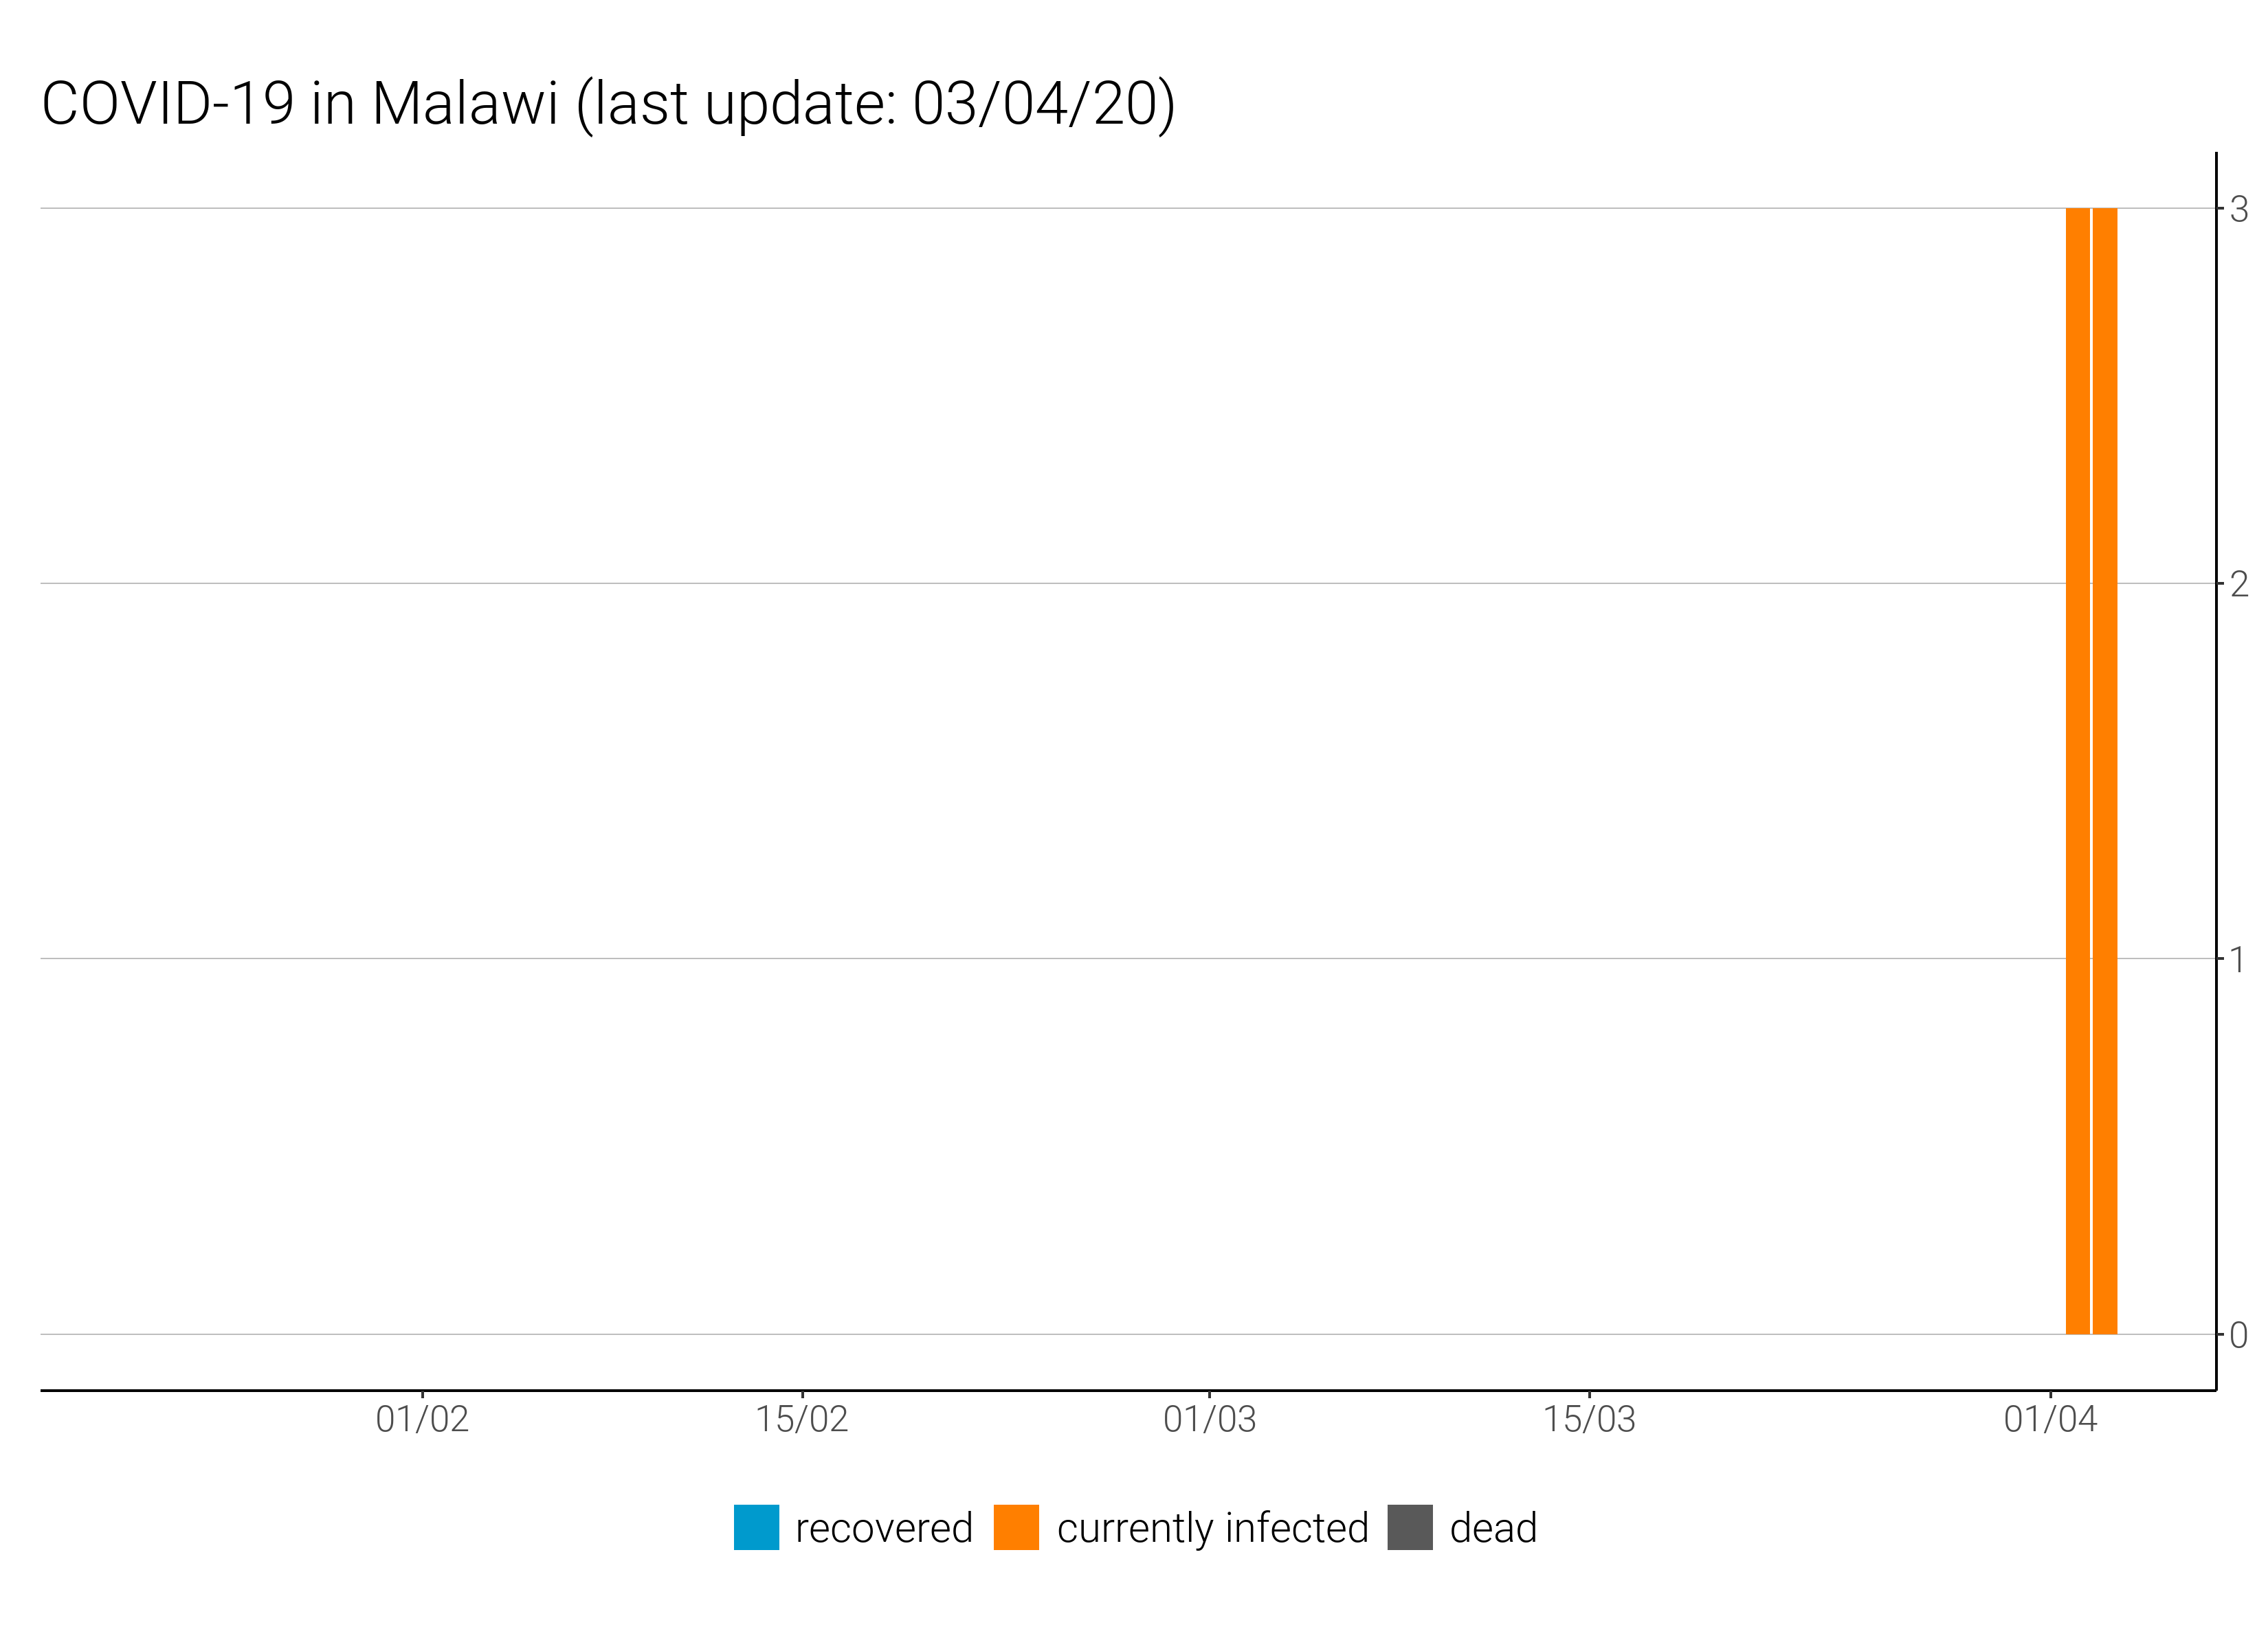 COVID-19 in Malawi (last update: 03/04/20)
3
2
1
0
01/02 15/02 01/03 15/03 01/04
recovered currently infected dead